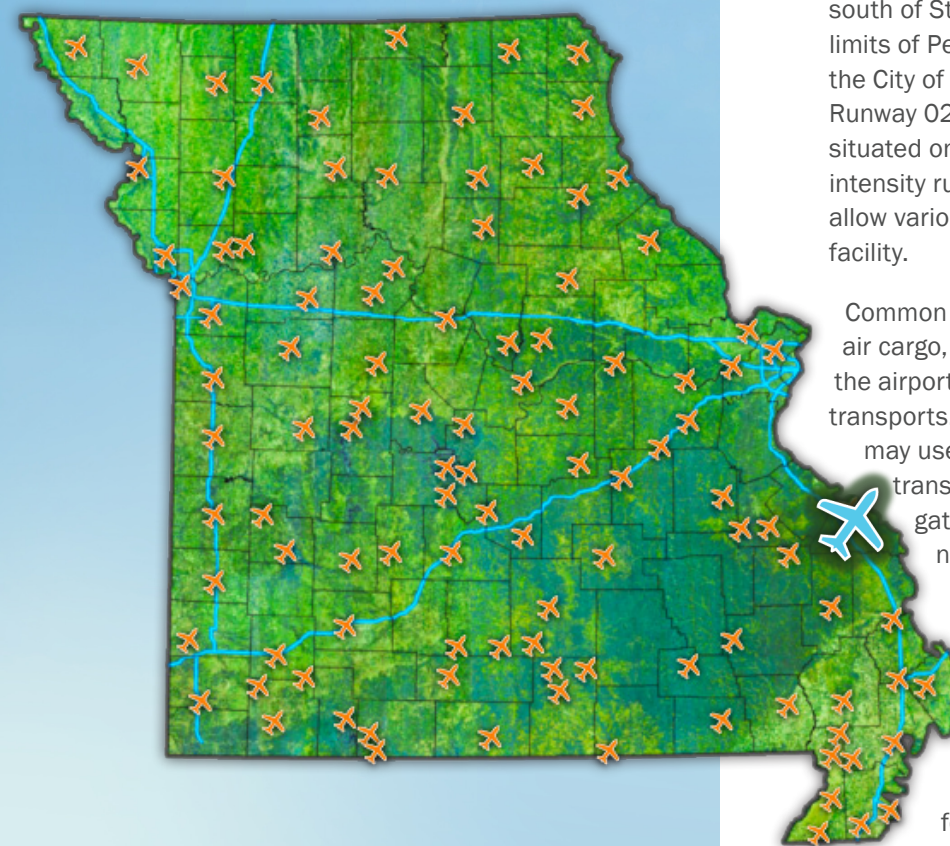 south of St
limits of Pe
the City of
Runway 02
situated on
intensity ru
allow vario
facility.
Common
air cargo,
the airport
transports
may use
trans
gat
n
f